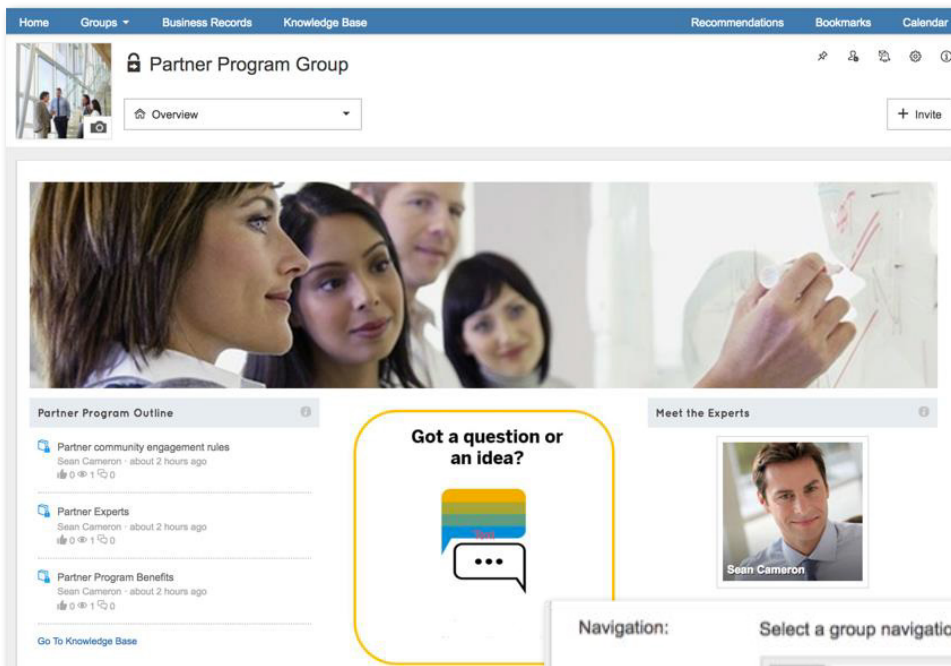 Home Groups Business Records Knowledge Base Recommendations Bookmarks Calendar
Partner Program Group
Overview
+ Invite
Partner Program Outline
Partner community engagement rules
Sean Cameron · about 2 hours ago
0 1 0
Partner Experts
Sean Cameron · about 2 hours ago
0 1 0
Partner Program Benefits
Sean Cameron · about 2 hours ago
0 1 0
Go To Knowledge Base
Got a question or
an idea?
Text
Meet the Experts
Sean Cameron
Navigation: Select a group navigatio